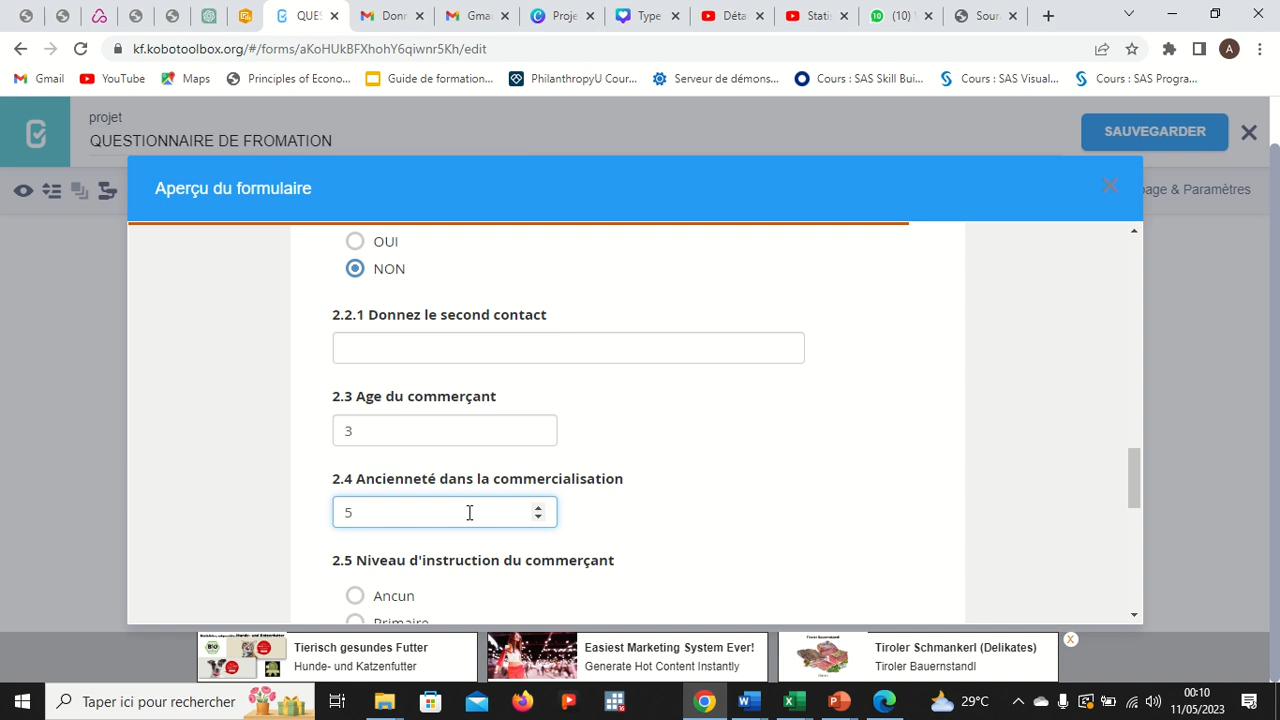 QUES
Donn
Gma
Proje
Type
Déta
Statis
(10) \
Sour
kf.kobotoolbox.org/#/forms/aKoHUkBFXhohY6qiwnr5Kh/edit
A
Gmail
YouTube
Maps
Principles of Econo...
Guide de formation...
PhilanthropyU Cour...
Serveur de démons...
Cours : SAS Skill Bui...
Cours : SAS Visual...
Cours : SAS Progra...
projet
QUESTIONNAIRE DE FROMATION
SAUVEGARDER
Aperçu du formulaire
page & Paramètres
OUI
NON
2.2.1 Donnez le second contact
2.3 Age du commerçant
3
2.4 Ancienneté dans la commercialisation
5
2.5 Niveau d'instruction du commerçant
Ancun
Primaire
Tierisch gesundes Futter
Hunde- und Katzenfutter
Easiest Marketing System Ever!
Generate Hot Content Instantly
Tiroler Schmankerl (Delikates)
Tiroler Bauernstandl
Taper ici pour rechercher
29°C
00:10
11/05/2023